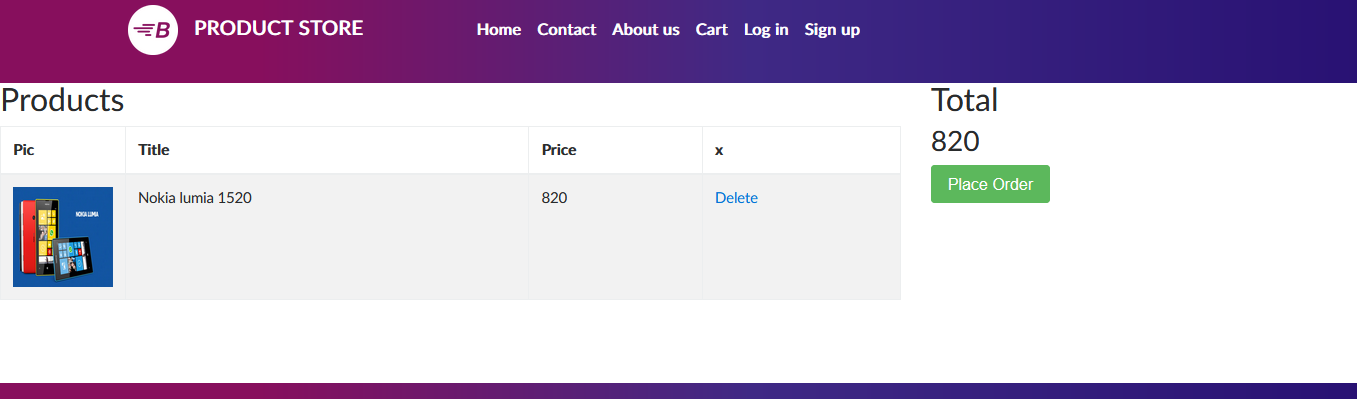 B PRODUCT STORE Home Contact About us Cart Log in Sign up
Products
Pic Title Price x
NOKIA LUMIA
Nokia lumia 1520 820 Delete
Total
820
Place Order